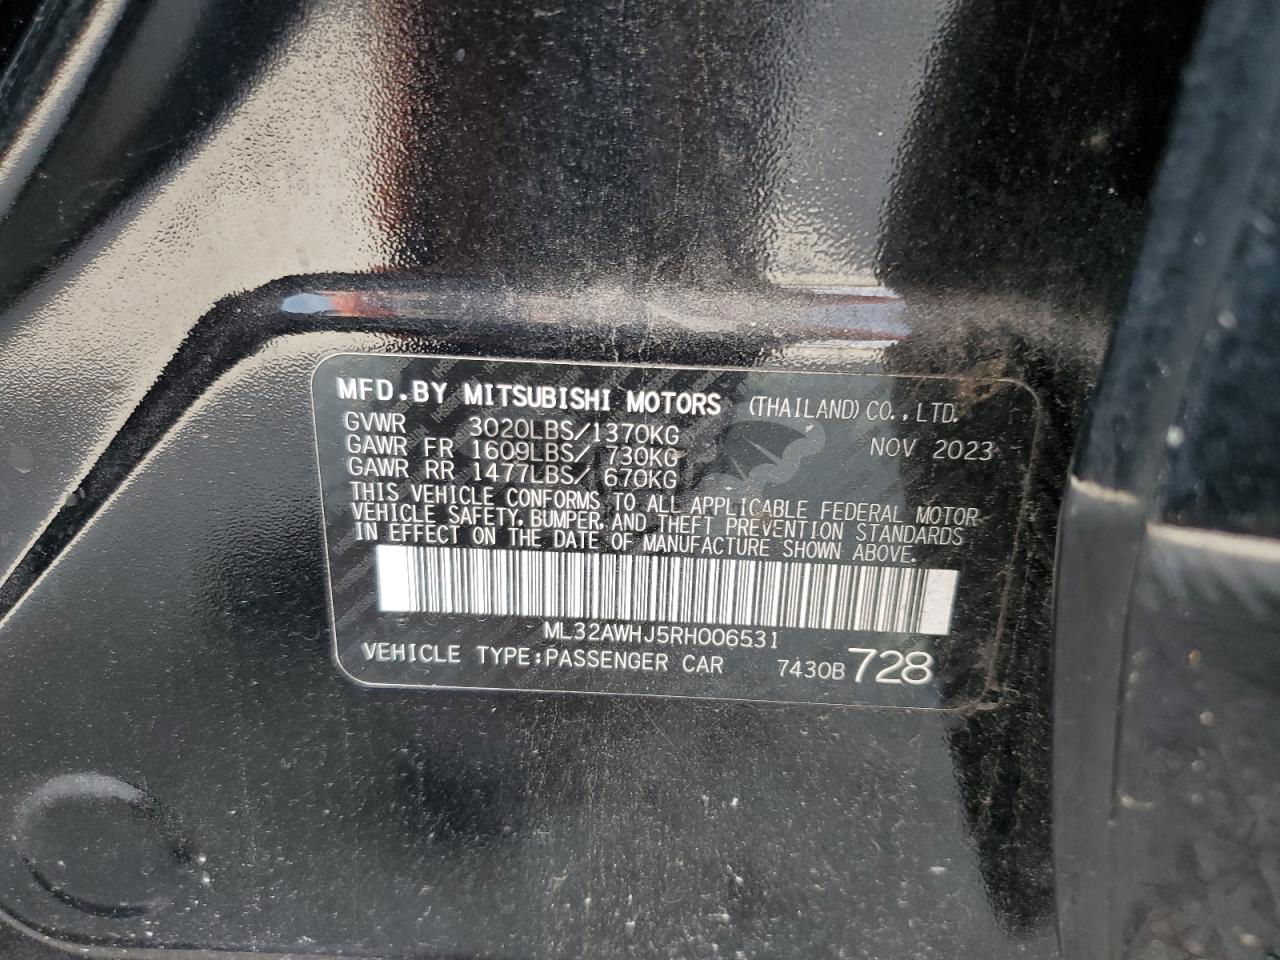 MFD.BY MITSUBISHI MOTORS (THAILAND) CO.,LTD.
GVWR 3020LBS/1370KG NOV 2023
GAWR FR 1609LBS/ 730KG
GAWR RR 1477LBS/ 670KG
THIS VEHICLE CONFORMS TO ALL APPLICABLE FEDERAL MOTOR
VEHICLE SAFETY, BUMPER, AND THEFT PREVENTION STANDARDS
IN EFFECT ON THE DATE OF MANUFACTURE SHOWN ABOVE.
ML32AWHJ5RH006531
VEHICLE TYPE:PASSENGER CAR 7430B 728